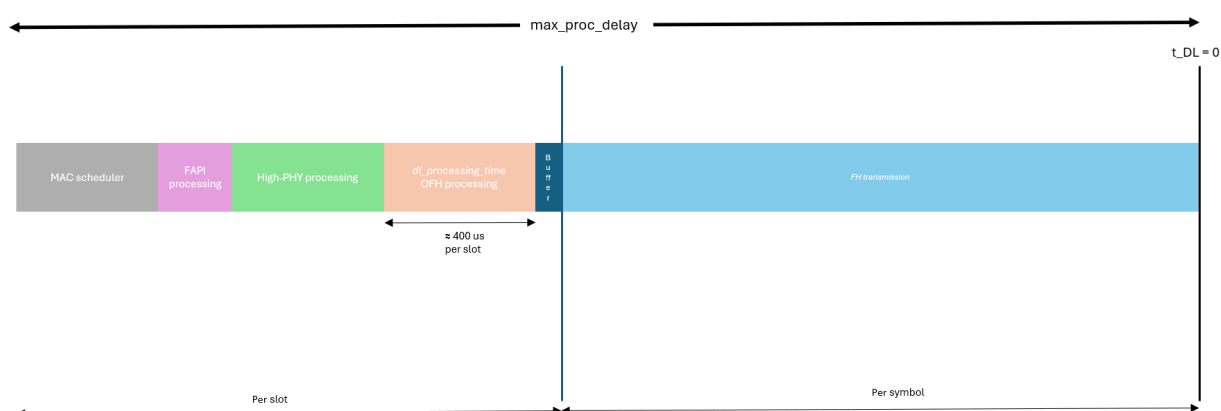 max_proc_delay
t_DL = 0
MAC scheduler
FAPI
processing
High-PHY processing
dl_processing_time
OFH processing
B
u
f
f
e
r
FH transmission
≈ 400 us
per slot
Per slot
Per symbol